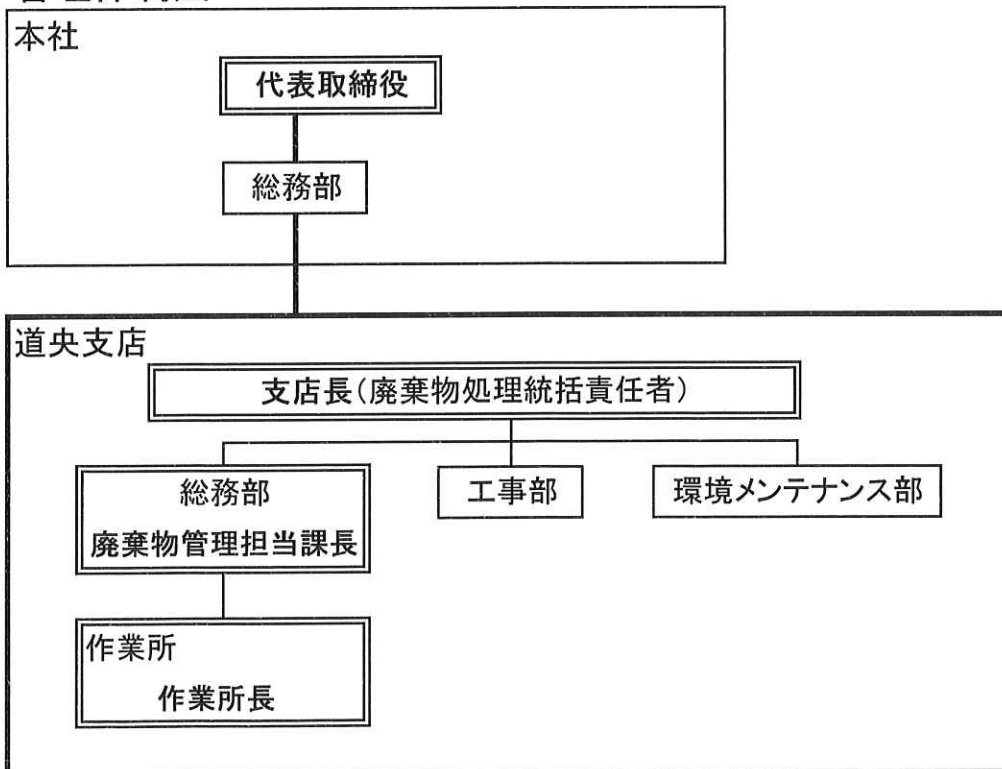 本社
代表取締役
総務部
道央支店
支店長(廃棄物処理統括責任者)
総務部
廃棄物管理担当課長
工事部
環境メンテナンス部
作業所
作業所長